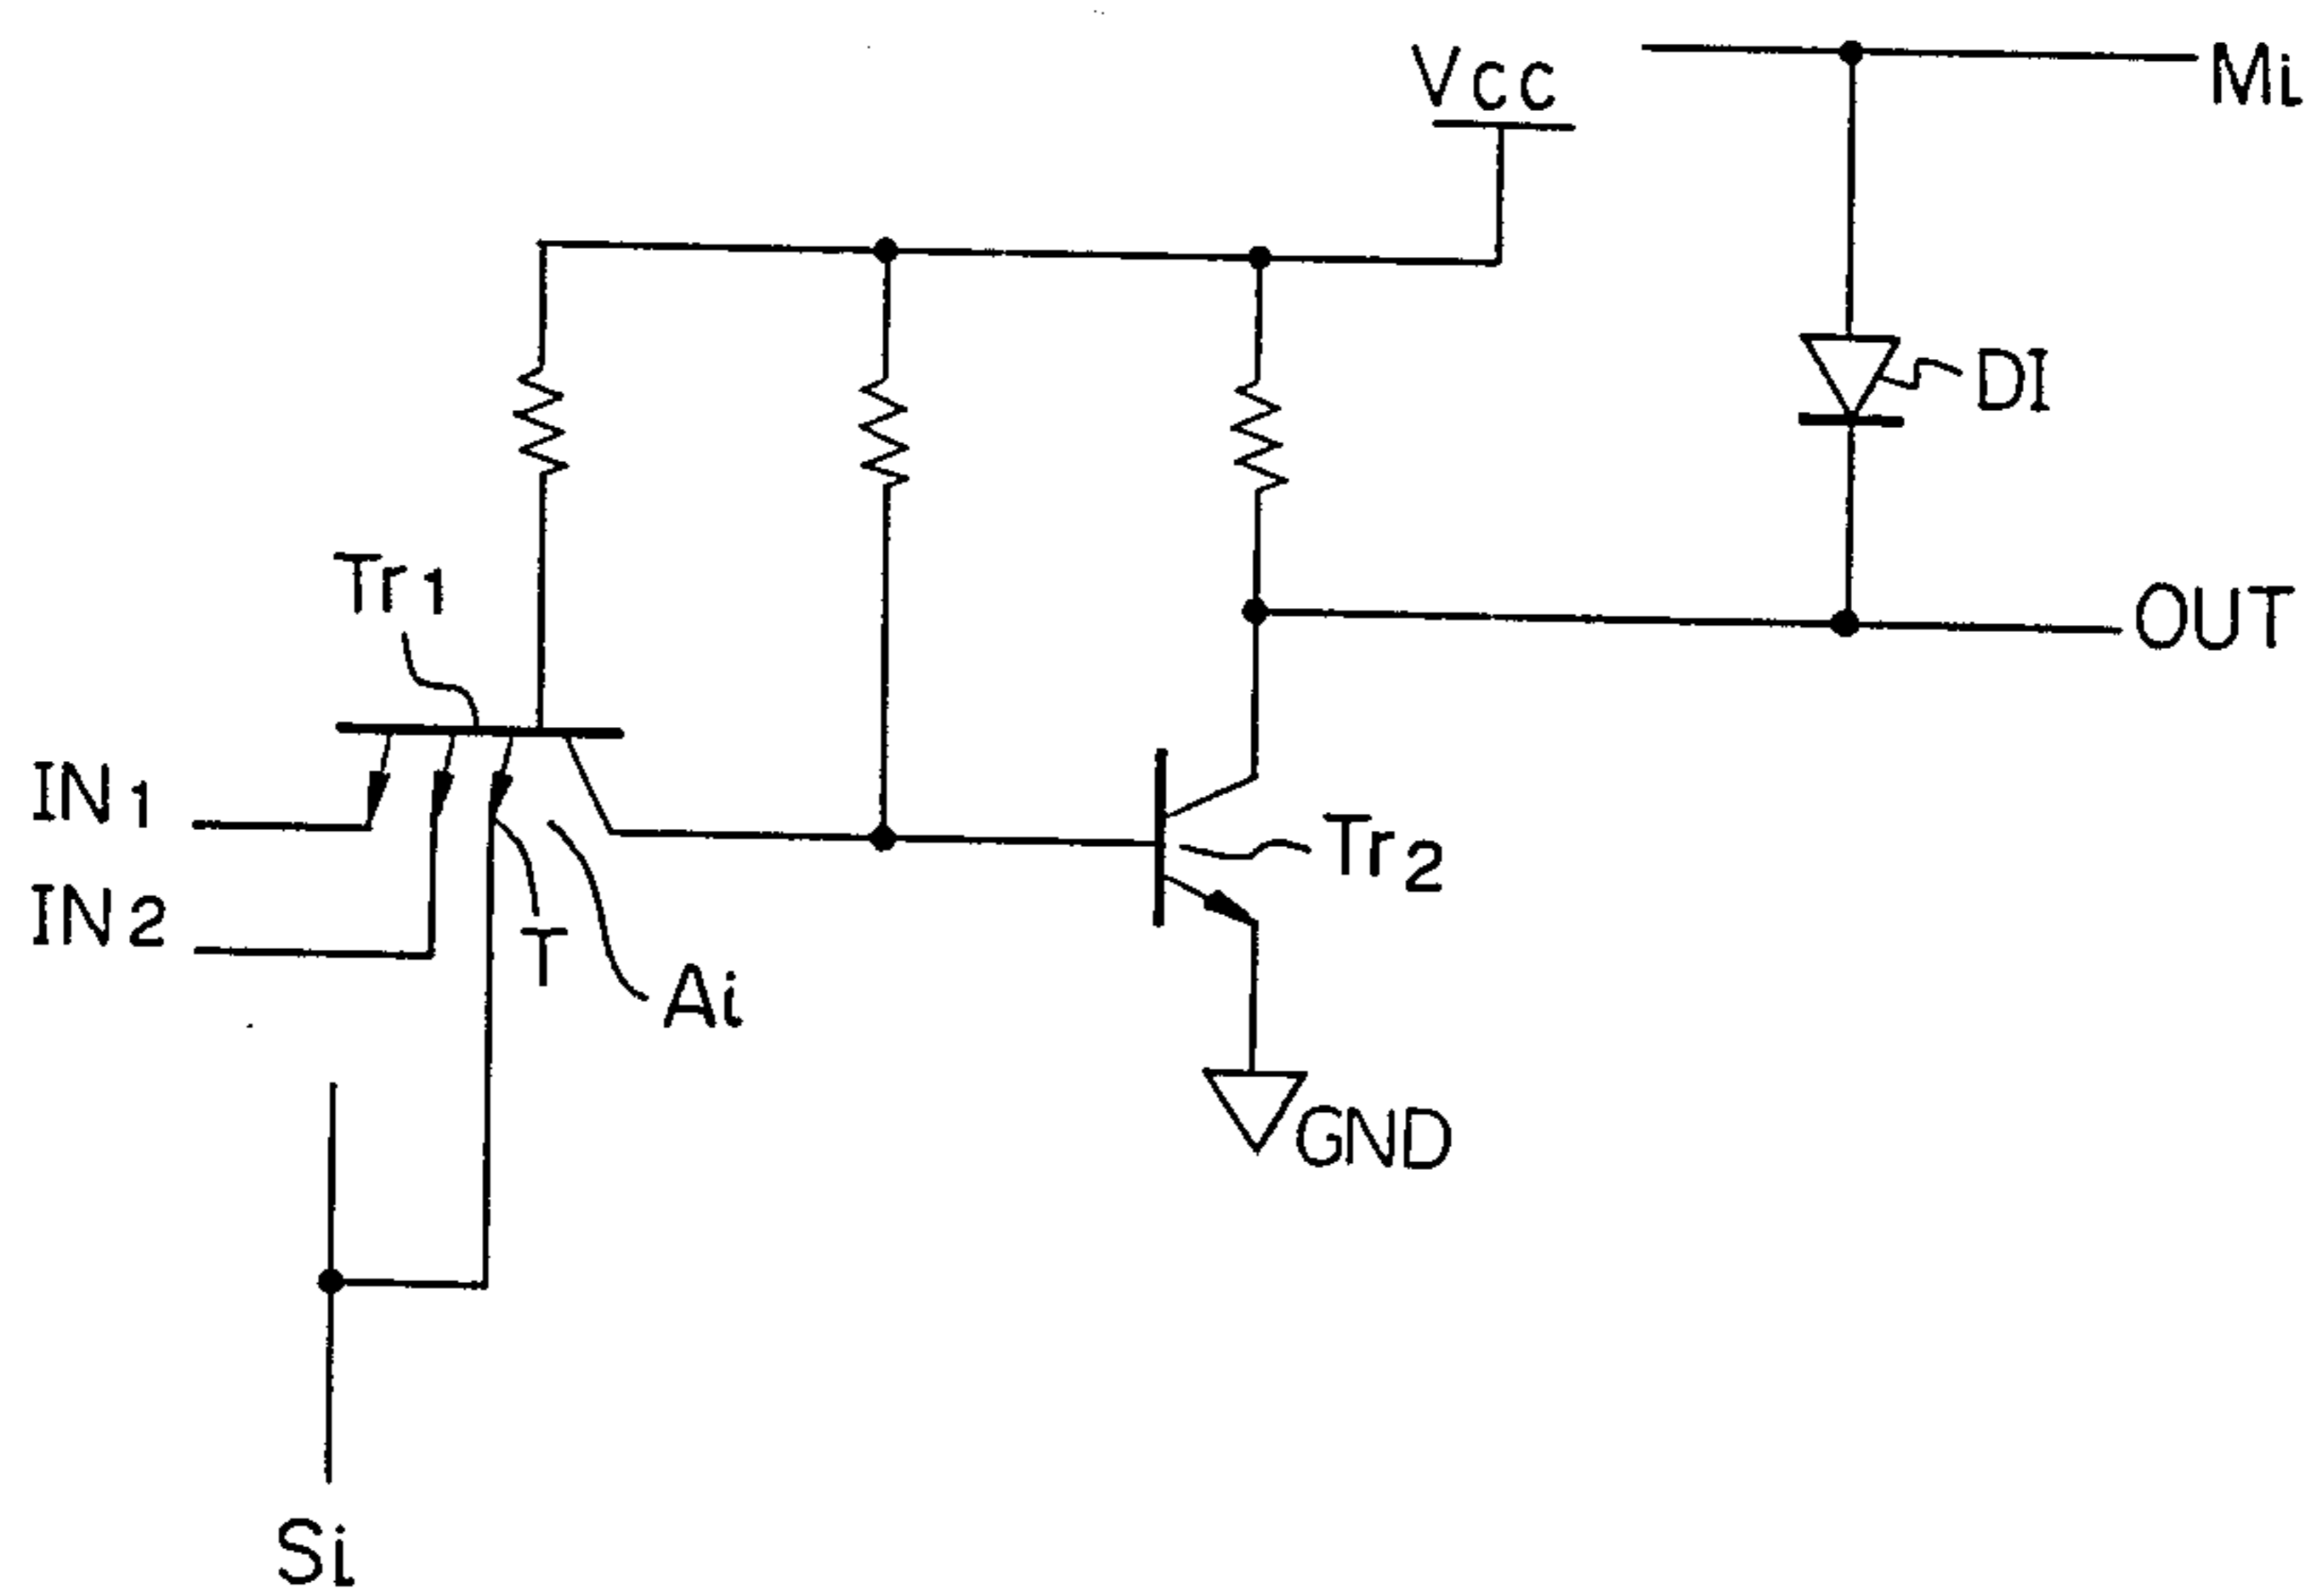 Vcc
Mi
DI
Tr1
OUT
IN1
Tr2
IN2
T
Ai
GND
Si